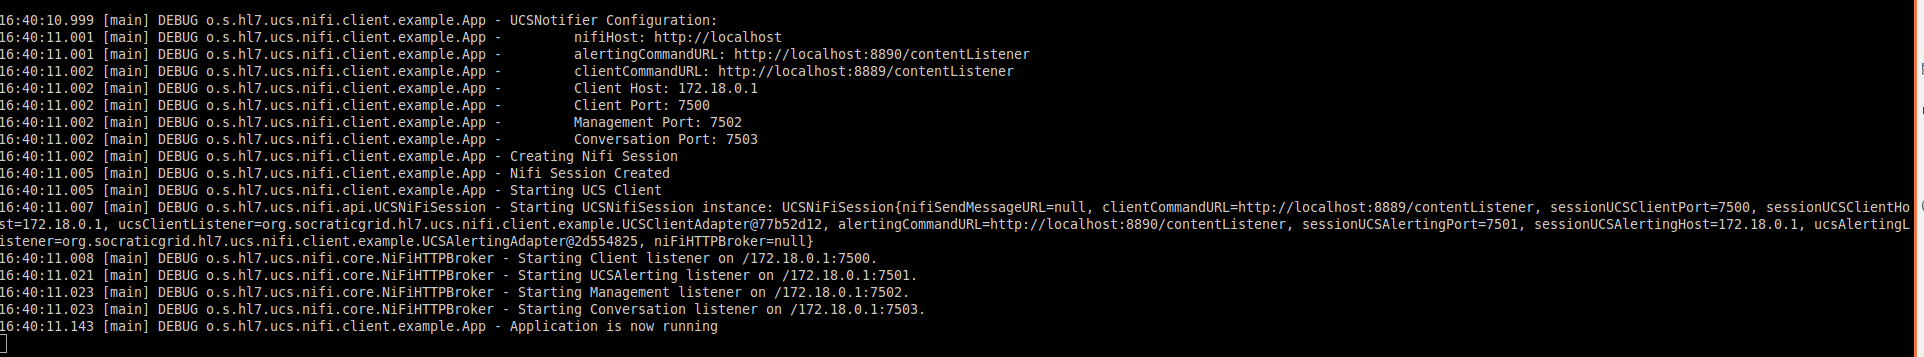 16:40:10.999 [main] DEBUG o.s.hl7.ucs.nifi.client.example.App - UCSNotifier Configuration:
16:40:11.001 [main] DEBUG o.s.hl7.ucs.nifi.client.example.App -         nifiHost: http://localhost
16:40:11.001 [main] DEBUG o.s.hl7.ucs.nifi.client.example.App -         alertingCommandURL: http://localhost:8890/contentListener
16:40:11.002 [main] DEBUG o.s.hl7.ucs.nifi.client.example.App -         clientCommandURL: http://localhost:8889/contentListener
16:40:11.002 [main] DEBUG o.s.hl7.ucs.nifi.client.example.App -         Client Host: 172.18.0.1
16:40:11.002 [main] DEBUG o.s.hl7.ucs.nifi.client.example.App -         Client Port: 7500
16:40:11.002 [main] DEBUG o.s.hl7.ucs.nifi.client.example.App -         Management Port: 7502
16:40:11.002 [main] DEBUG o.s.hl7.ucs.nifi.client.example.App -         Conversation Port: 7503
16:40:11.002 [main] DEBUG o.s.hl7.ucs.nifi.client.example.App - Creating Nifi Session
16:40:11.005 [main] DEBUG o.s.hl7.ucs.nifi.client.example.App - Nifi Session Created
16:40:11.005 [main] DEBUG o.s.hl7.ucs.nifi.client.example.App - Starting UCS Client
16:40:11.007 [main] DEBUG o.s.hl7.ucs.nifi.api.UCSNiFiSession - Starting UCSNifiSession instance: UCSNiFiSession{nifiSendMessageURL=null, clientCommandURL=http://localhost:8889/contentListener, sessionUCSClientPort=7500, sessionUCSClientHo
st=172.18.0.1, ucsClientListener=org.socraticgrid.hl7.ucs.nifi.client.example.UCSClientAdapter@77b52d12, alertingCommandURL=http://localhost:8890/contentListener, sessionUCSAlertingPort=7501, sessionUCSAlertingHost=172.18.0.1, ucsAlertingL
istener=org.socraticgrid.hl7.ucs.nifi.client.example.UCSAlertingAdapter@2d554825, niFiHTTPBroker=null}
16:40:11.008 [main] DEBUG o.s.hl7.ucs.nifi.core.NiFiHTTPBroker - Starting Client listener on /172.18.0.1:7500.
16:40:11.021 [main] DEBUG o.s.hl7.ucs.nifi.core.NiFiHTTPBroker - Starting UCSAlerting listener on /172.18.0.1:7501.
16:40:11.023 [main] DEBUG o.s.hl7.ucs.nifi.core.NiFiHTTPBroker - Starting Management listener on /172.18.0.1:7502.
16:40:11.023 [main] DEBUG o.s.hl7.ucs.nifi.core.NiFiHTTPBroker - Starting Conversation listener on /172.18.0.1:7503.
16:40:11.143 [main] DEBUG o.s.hl7.ucs.nifi.client.example.App - Application is now running